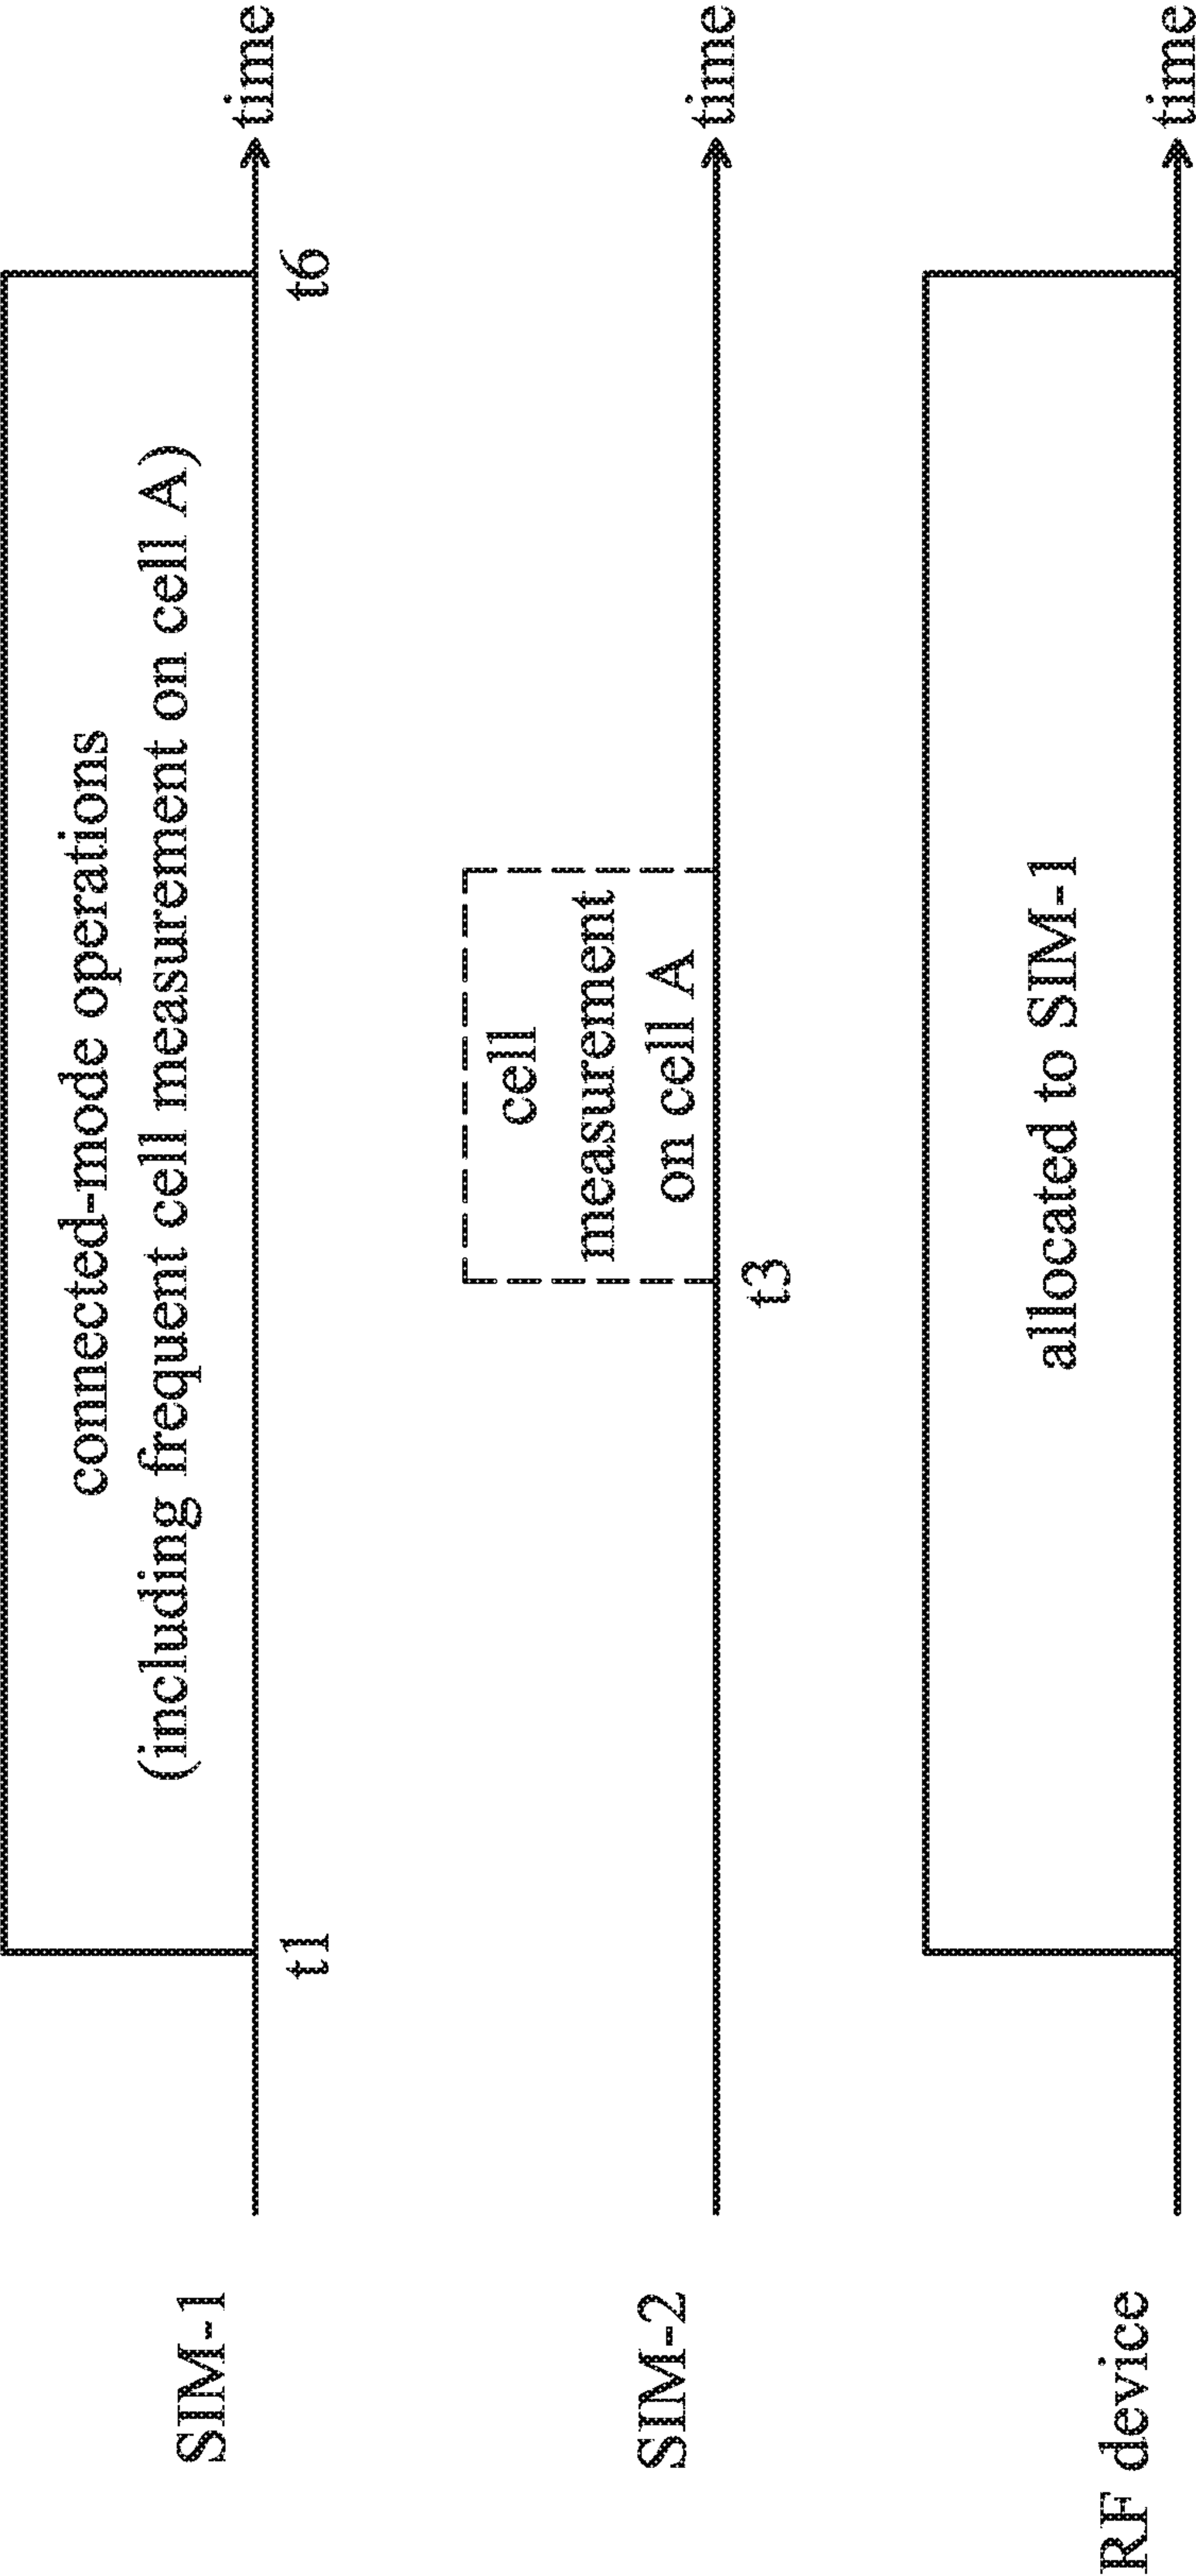 SIM-1
connected-mode operations
(including frequent cell measurement on cell A)
t1
t6
time
SIM-2
cell
measurement
on cell A
t3
time
RF device
allocated to SIM-1
time